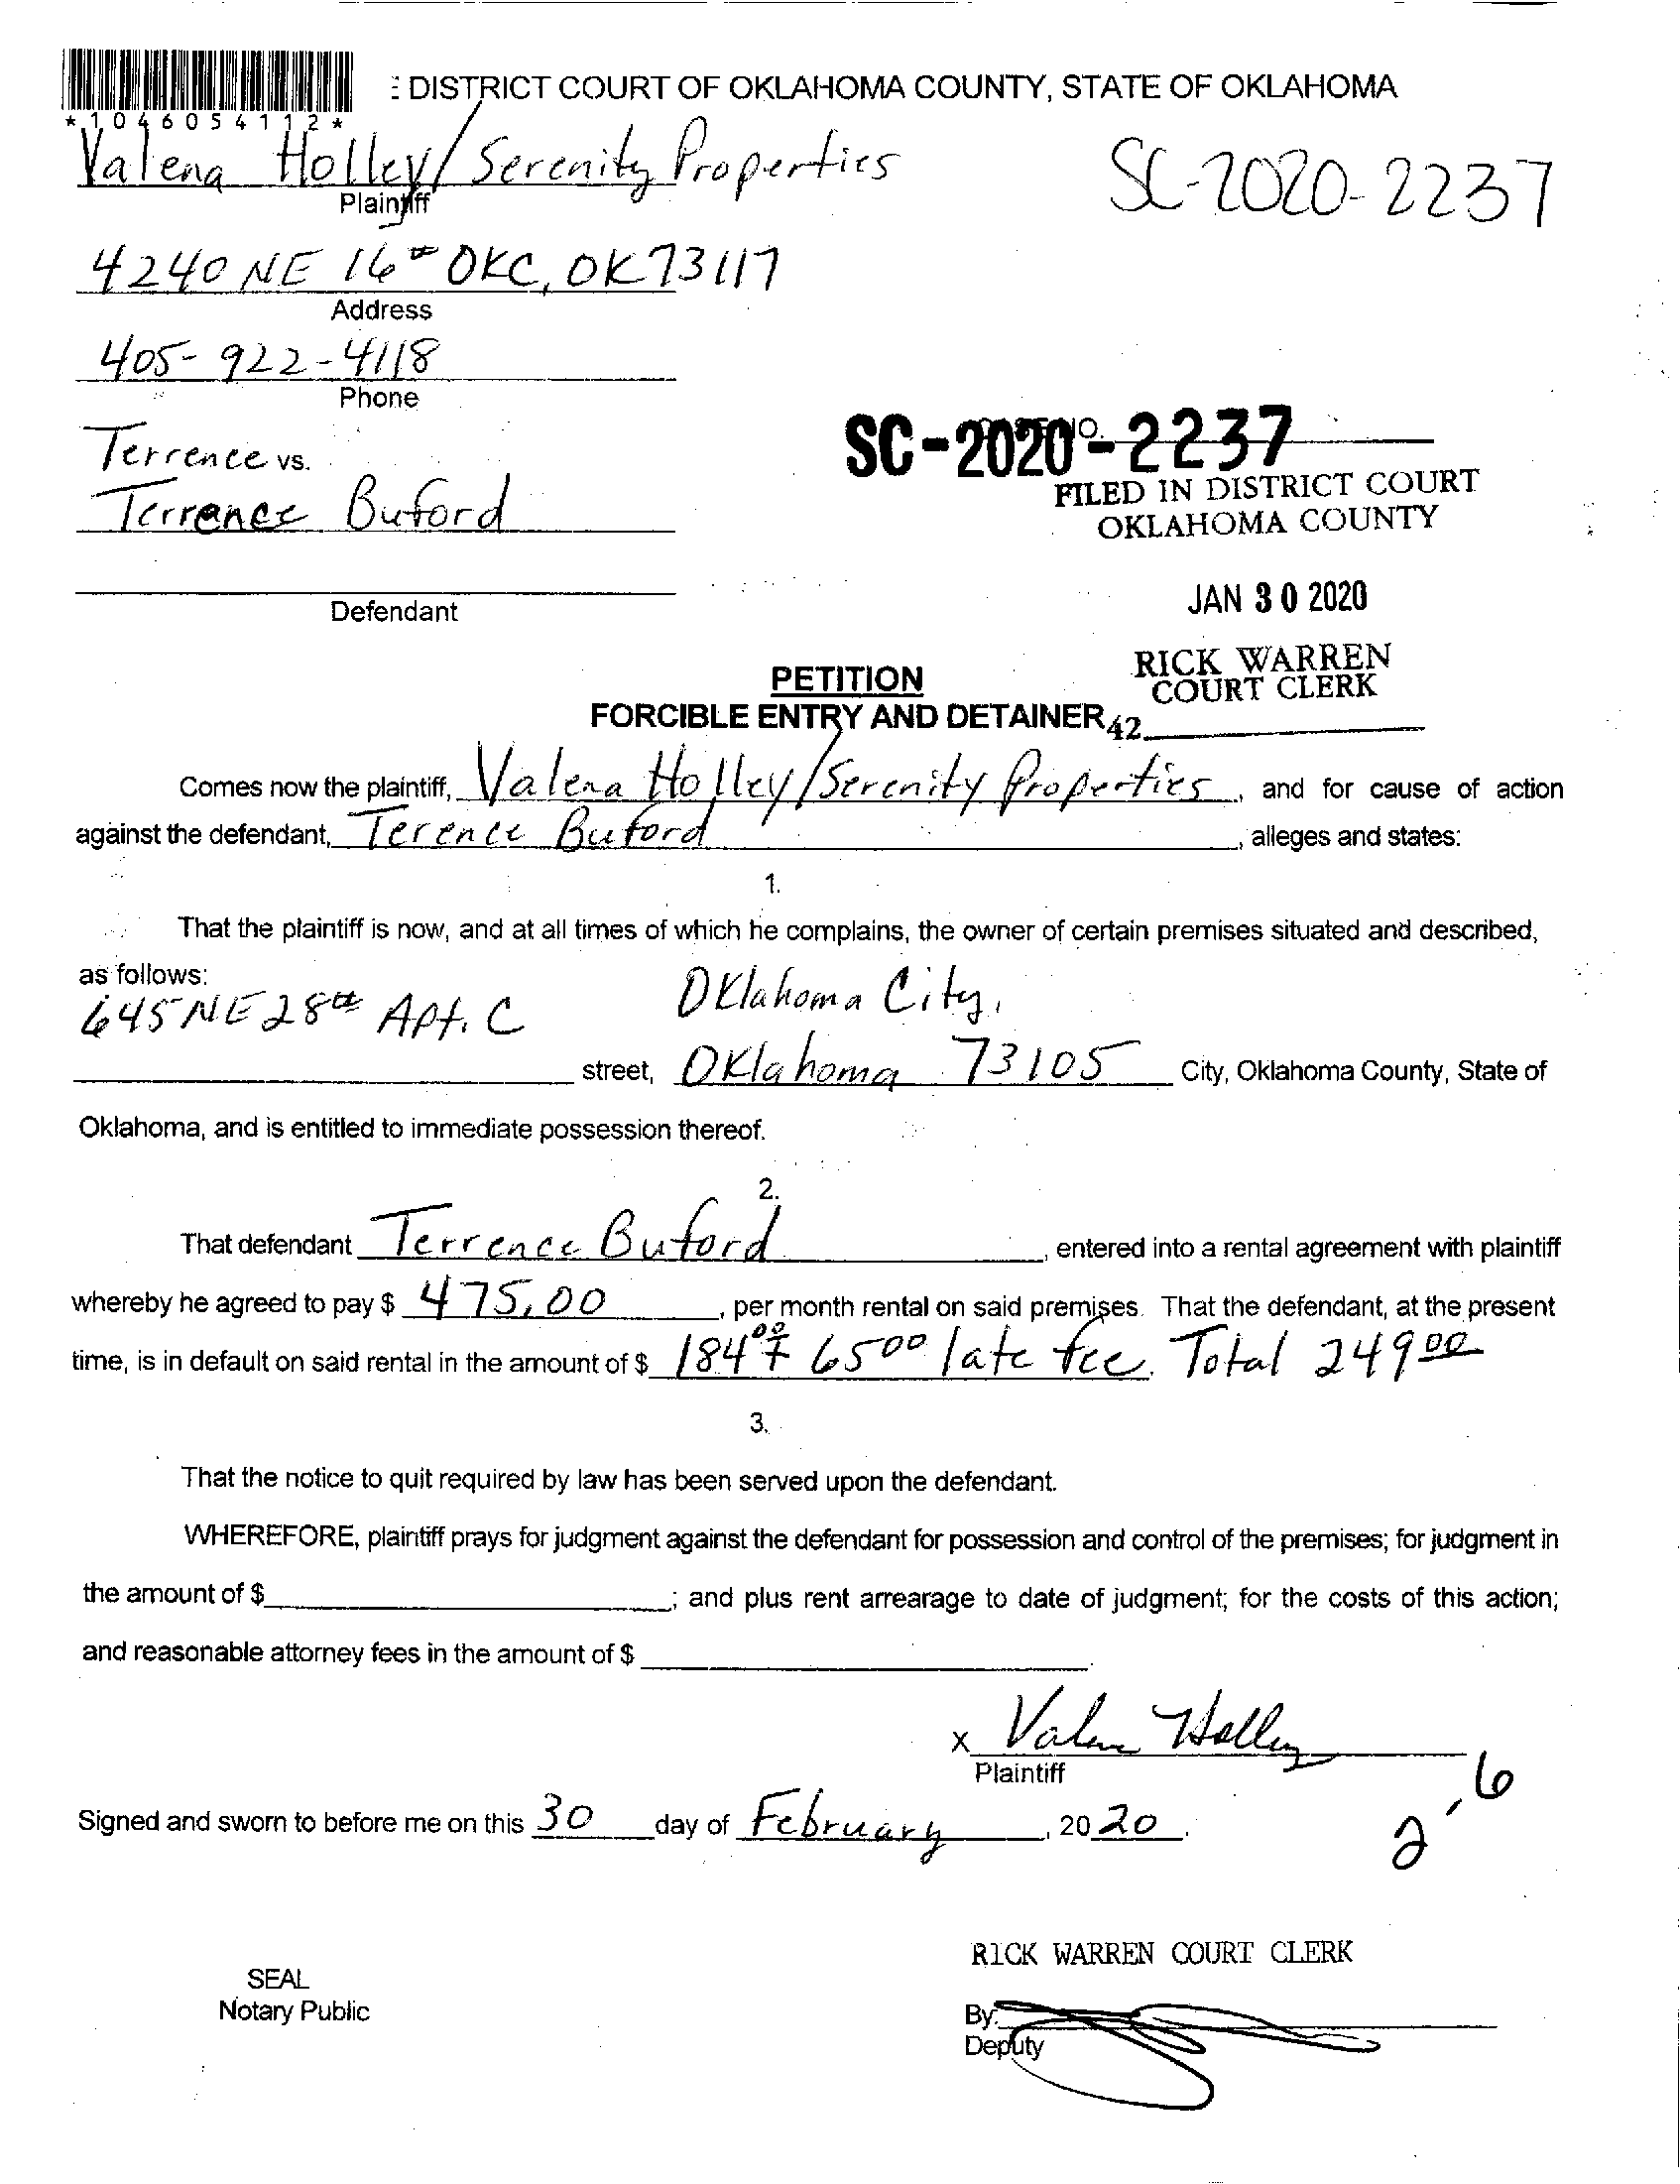 : DISTRICT COURT OF OKLAHOMA COUNTY, STATE OF OKLAHOMA
*1046054112*
Valena Holley/Serenity Properties
Plaintiff
SC-2020-2237
4240 NE 16th OKC, OK 73117
Address
405-922-4118
Phone
Terrence vs.
Terrence Buford
SC-2020-2237
FILED IN DISTRICT COURT
OKLAHOMA COUNTY
JAN 30 2020
Defendant
RICK WARREN
COURT CLERK
PETITION
FORCIBLE ENTRY AND DETAINER
42
Comes now the plaintiff, Valena Holley/Serenity Properties, and for cause of action
against the defendant, Terence Buford, alleges and states:
1.
That the plaintiff is now, and at all times of which he complains, the owner of certain premises situated and described,
as follows:
645 NE 28th Apt. C Oklahoma City,
street, Oklahoma 73105 City, Oklahoma County, State of
Oklahoma, and is entitled to immediate possession thereof.
2.
That defendant Terrence Buford, entered into a rental agreement with plaintiff
whereby he agreed to pay $ 475.00, per month rental on said premises. That the defendant, at the present
time, is in default on said rental in the amount of $ 184.00 + 65.00 late fee. Total 249.00
3.
That the notice to quit required by law has been served upon the defendant.
WHEREFORE, plaintiff prays for judgment against the defendant for possession and control of the premises; for judgment in
the amount of $ ; and plus rent arrearage to date of judgment; for the costs of this action;
and reasonable attorney fees in the amount of $ .
x Valena Holley
Plaintiff
Signed and sworn to before me on this 30 day of February, 2020.
2,6
RICK WARREN COURT CLERK
SEAL
Notary Public
By:
Deputy